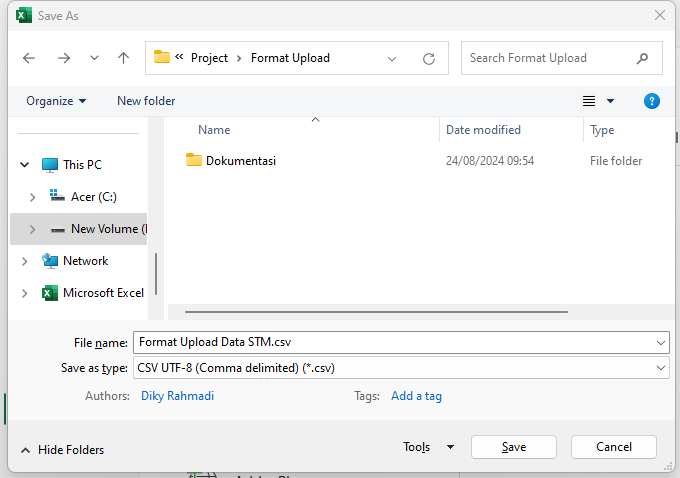 Save As
« Project › Format Upload
Search Format Upload
Organize
New folder
?
Name Date modified Type
Dokumentasi 24/08/2024 09:54 File folder
This PC
Acer (C:)
New Volume (
Network
Microsoft Excel
File name: Format Upload Data STM.csv
Save as type: CSV UTF-8 (Comma delimited) (*.csv)
Authors: Diky Rahmadi Tags: Add a tag
Hide Folders
Tools
Save
Cancel